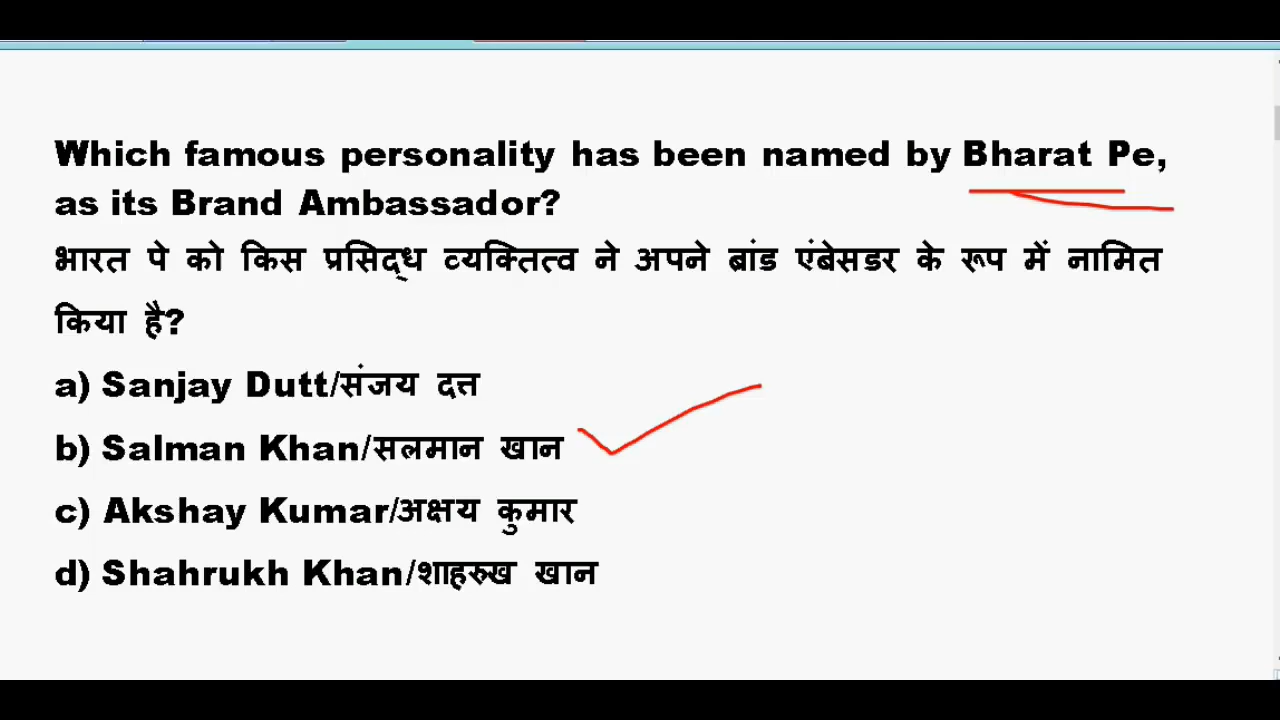 Which famous personality has been named by Bharat Pe,
as its Brand Ambassador?
भारत पे को किस प्रसिद्ध व्यक्तित्व ने अपने ब्रांड एंबेसडर के रूप में नामित
किया है?
a) Sanjay Dutt/संजय दत्त
b) Salman Khan/सलमान खान
c) Akshay Kumar/अक्षय कुमार
d) Shahrukh Khan/शाहरुख खान